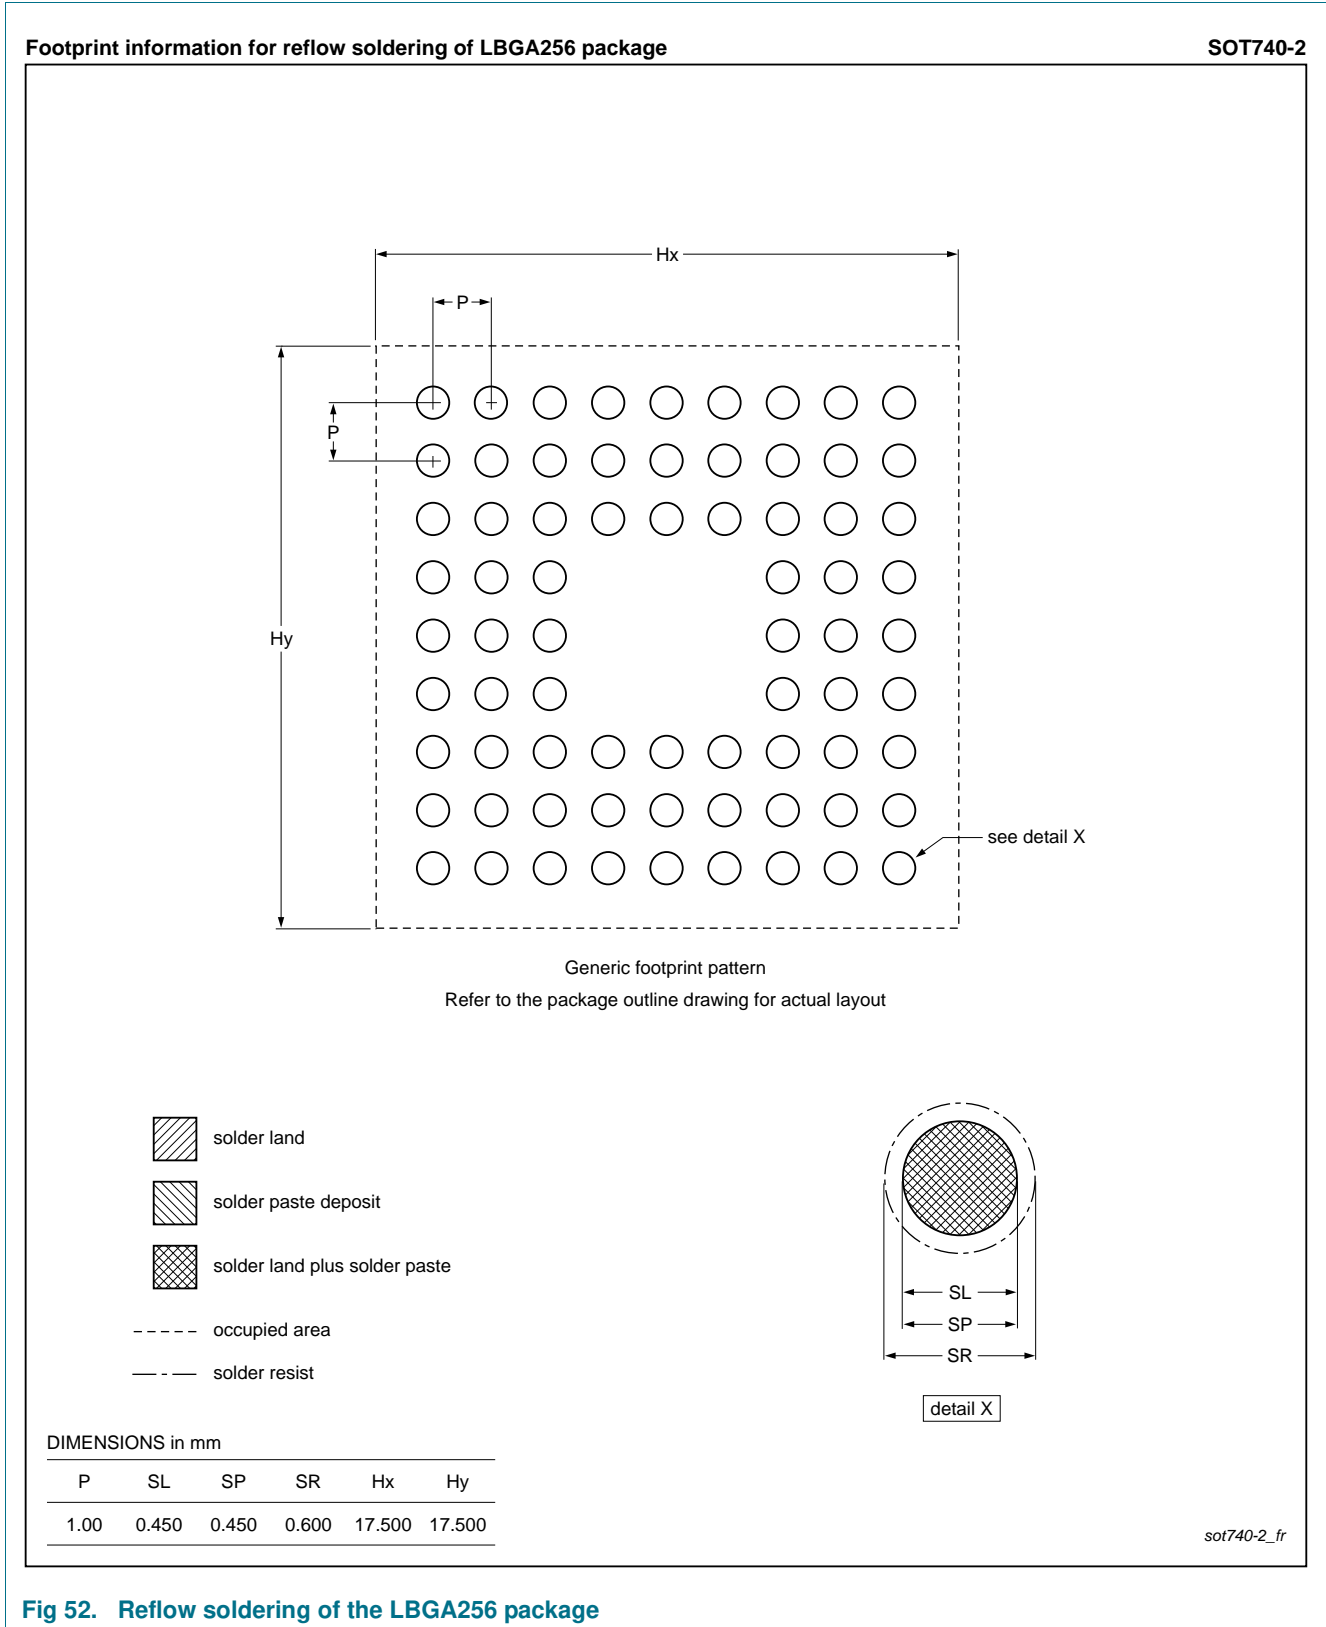 Footprint information for reflow soldering of LBGA256 package SOT740-2
Hx
P
P
Hy
see detail X
Generic footprint pattern
Refer to the package outline drawing for actual layout
solder land
solder paste deposit
solder land plus solder paste
occupied area
solder resist
SL
SP
SR
detail X
DIMENSIONS in mm
P SL SP SR Hx Hy
1.00 0.450 0.450 0.600 17.500 17.500
sot740-2_fr
Fig 52. Reflow soldering of the LBGA256 package